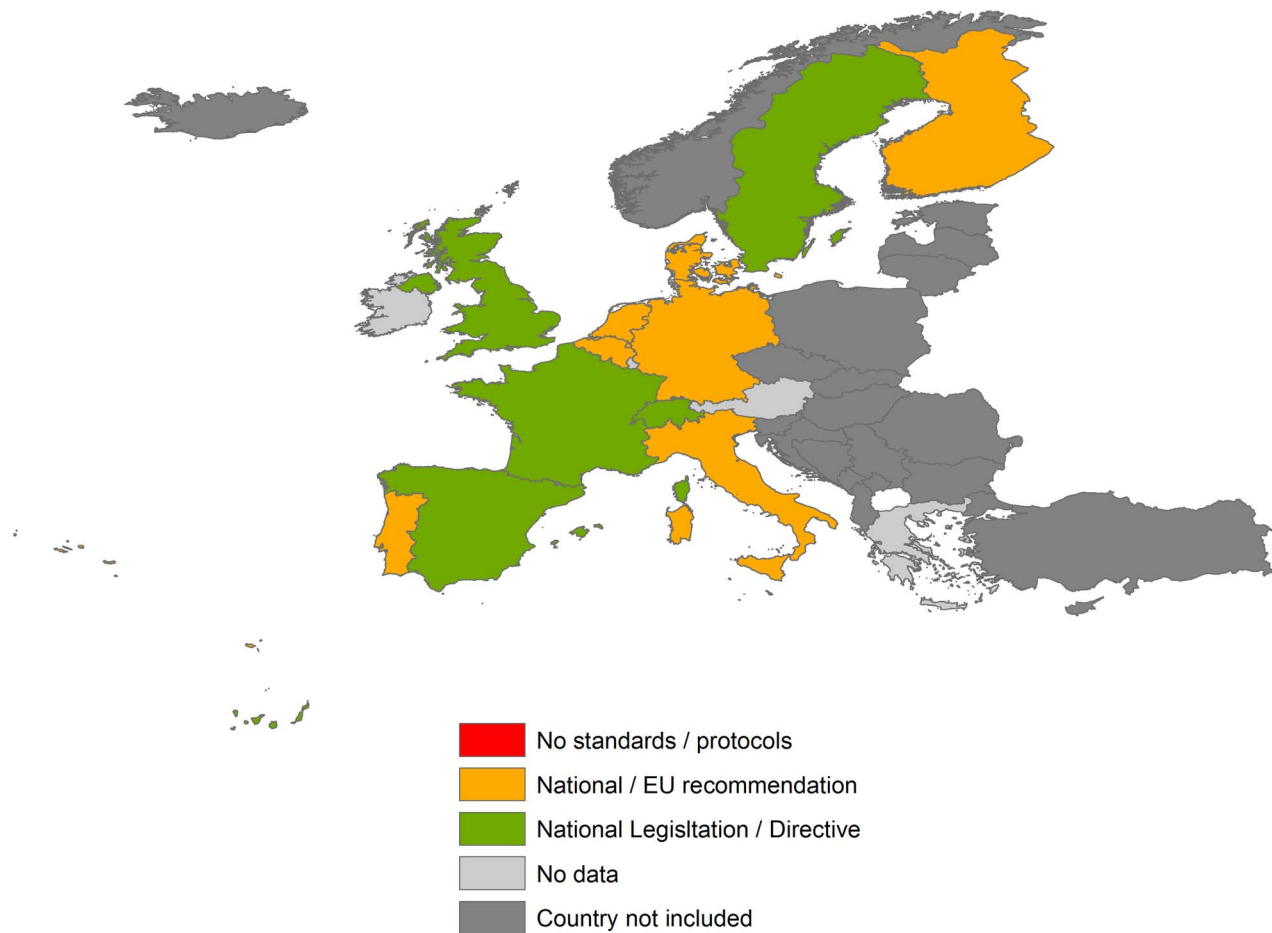 No standards / protocols
National / EU recommendation
National Legisltation / Directive
No data
Country not included